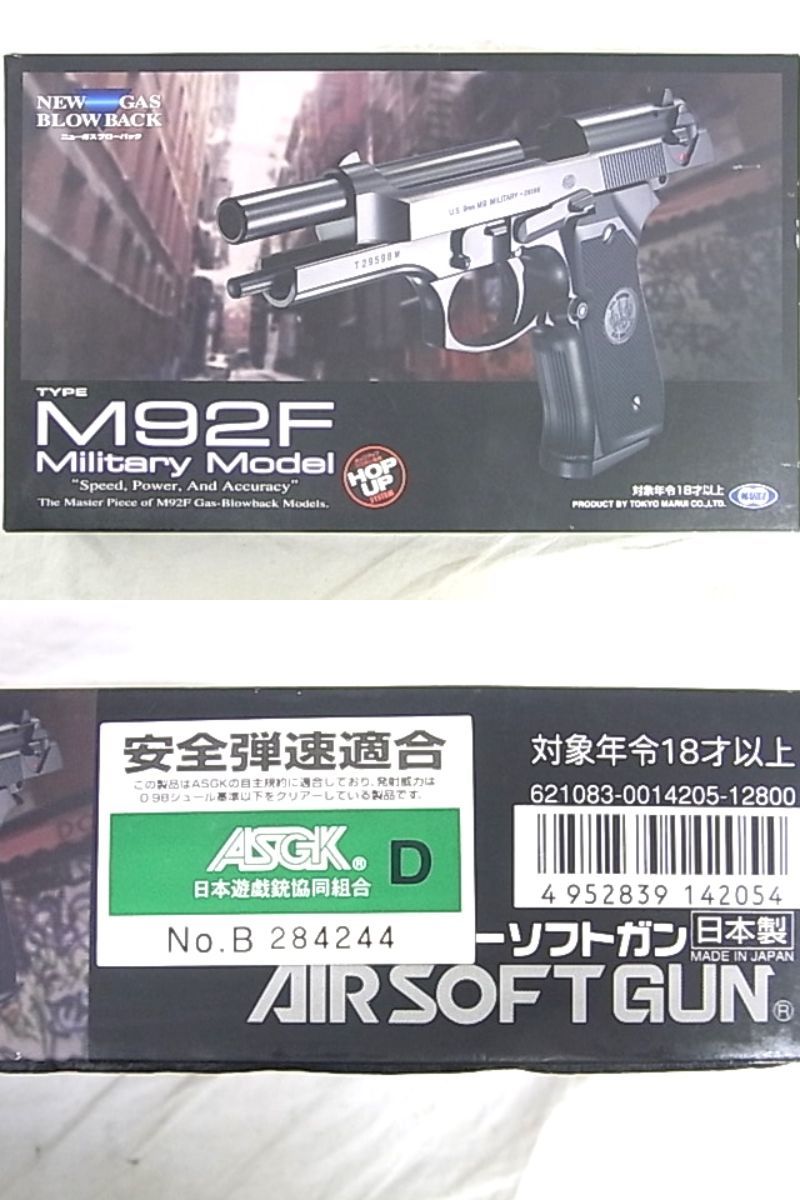 NEW GAS
BLOW BACK
ニューガスブローバック
U.S. 9mm M9 MILITARY
T29598M
TYPE
M92F
Military Model
"Speed, Power, And Accuracy"
The Master Piece of M92F Gas-Blowback Models.
HOP
UP
SYSTEM
対象年令18才以上
PRODUCT BY TOKYO MARUI CO.,LTD.
MARUI
安全弾速適合
この製品はASGKの自主規約に適合しており、発射威力は
0.98ジュール基準以下をクリアーしている製品です。
ASGK®
D
日本遊戯銃協同組合
No.B 284244
対象年令18才以上
621083-0014205-12800
4 952839 142054
ーソフトガン
日本製
MADE IN JAPAN
AIR SOFT GUN®